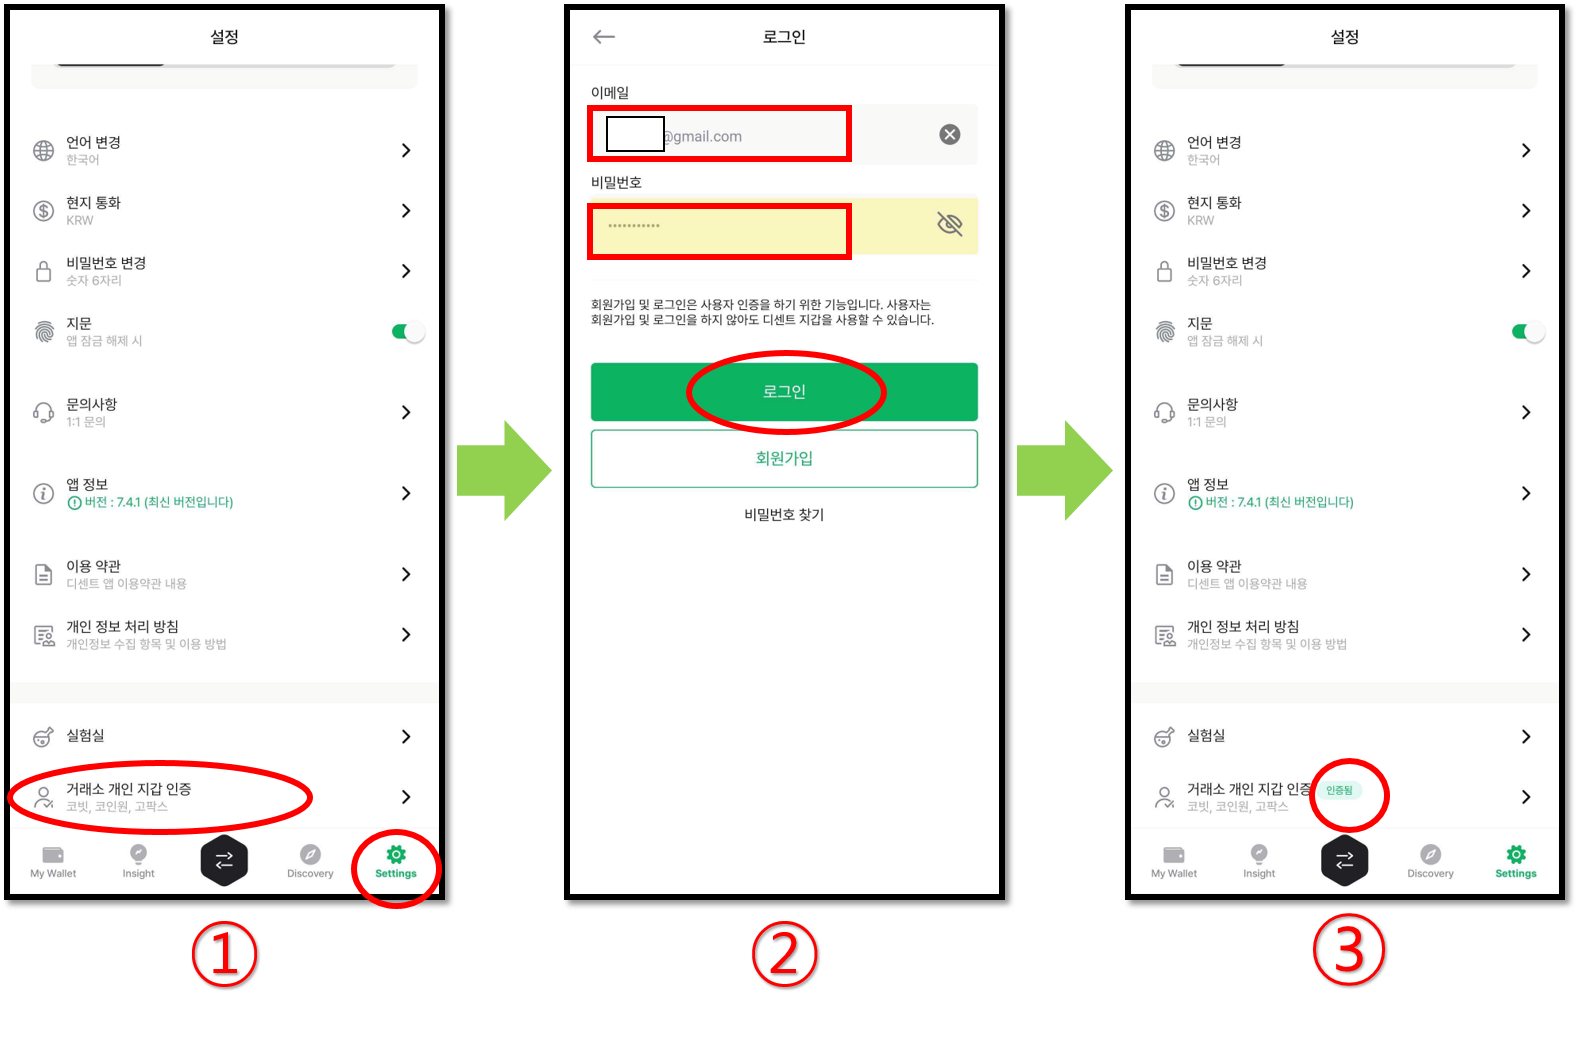 설정
언어 변경
한국어
현지 통화
KRW
비밀번호 변경
숫자 6자리
지문
앱 잠금 해제 시
문의사항
1:1 문의
앱 정보
버전 : 7.4.1 (최신 버전입니다)
이용 약관
디센트 앱 이용약관 내용
개인 정보 처리 방침
개인정보 수집 항목 및 이용 방법
실험실
거래소 개인 지갑 인증
코빗, 코인원, 고팍스
My Wallet Insight Discovery Settings
①
로그인
이메일
@gmail.com
비밀번호
회원가입 및 로그인은 사용자 인증을 하기 위한 기능입니다. 사용자는
회원가입 및 로그인을 하지 않아도 디센트 지갑을 사용할 수 있습니다.
로그인
회원가입
비밀번호 찾기
②
설정
언어 변경
한국어
현지 통화
KRW
비밀번호 변경
숫자 6자리
지문
앱 잠금 해제 시
문의사항
1:1 문의
앱 정보
버전 : 7.4.1 (최신 버전입니다)
이용 약관
디센트 앱 이용약관 내용
개인 정보 처리 방침
개인정보 수집 항목 및 이용 방법
실험실
거래소 개인 지갑 인증 인증됨
코빗, 코인원, 고팍스
My Wallet Insight Discovery Settings
③